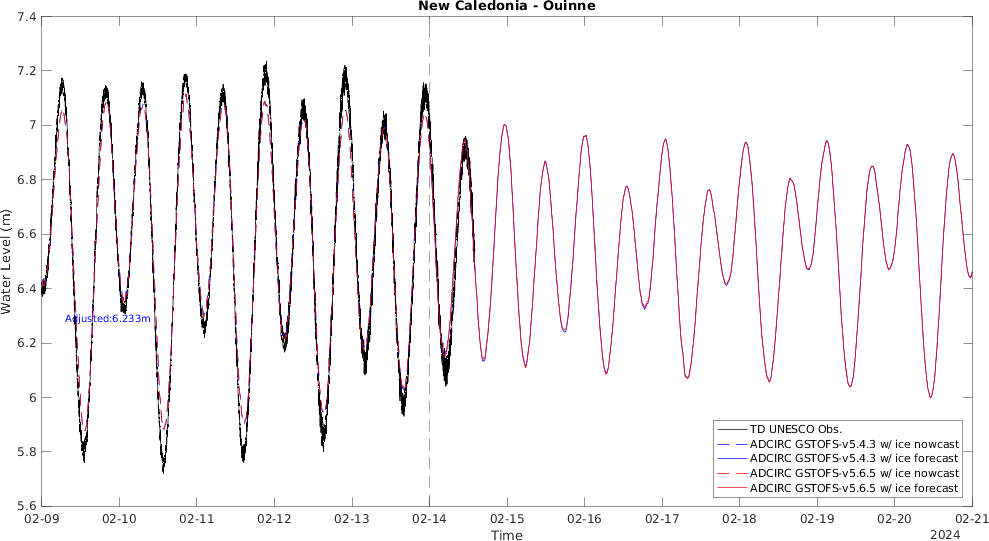 New Caledonia - Ouinne
7.4
7.2
7
6.8
6.6
6.4
6.2
6
5.8
5.6
Water Level (m)
Adjusted:6.233m
TD UNESCO Obs.
ADCIRC GSTOFS-v5.4.3 w/ ice nowcast
ADCIRC GSTOFS-v5.4.3 w/ ice forecast
ADCIRC GSTOFS-v5.6.5 w/ ice nowcast
ADCIRC GSTOFS-v5.6.5 w/ ice forecast
02-09 02-10 02-11 02-12 02-13 02-14 02-15 02-16 02-17 02-18 02-19 02-20 02-21
Time
2024